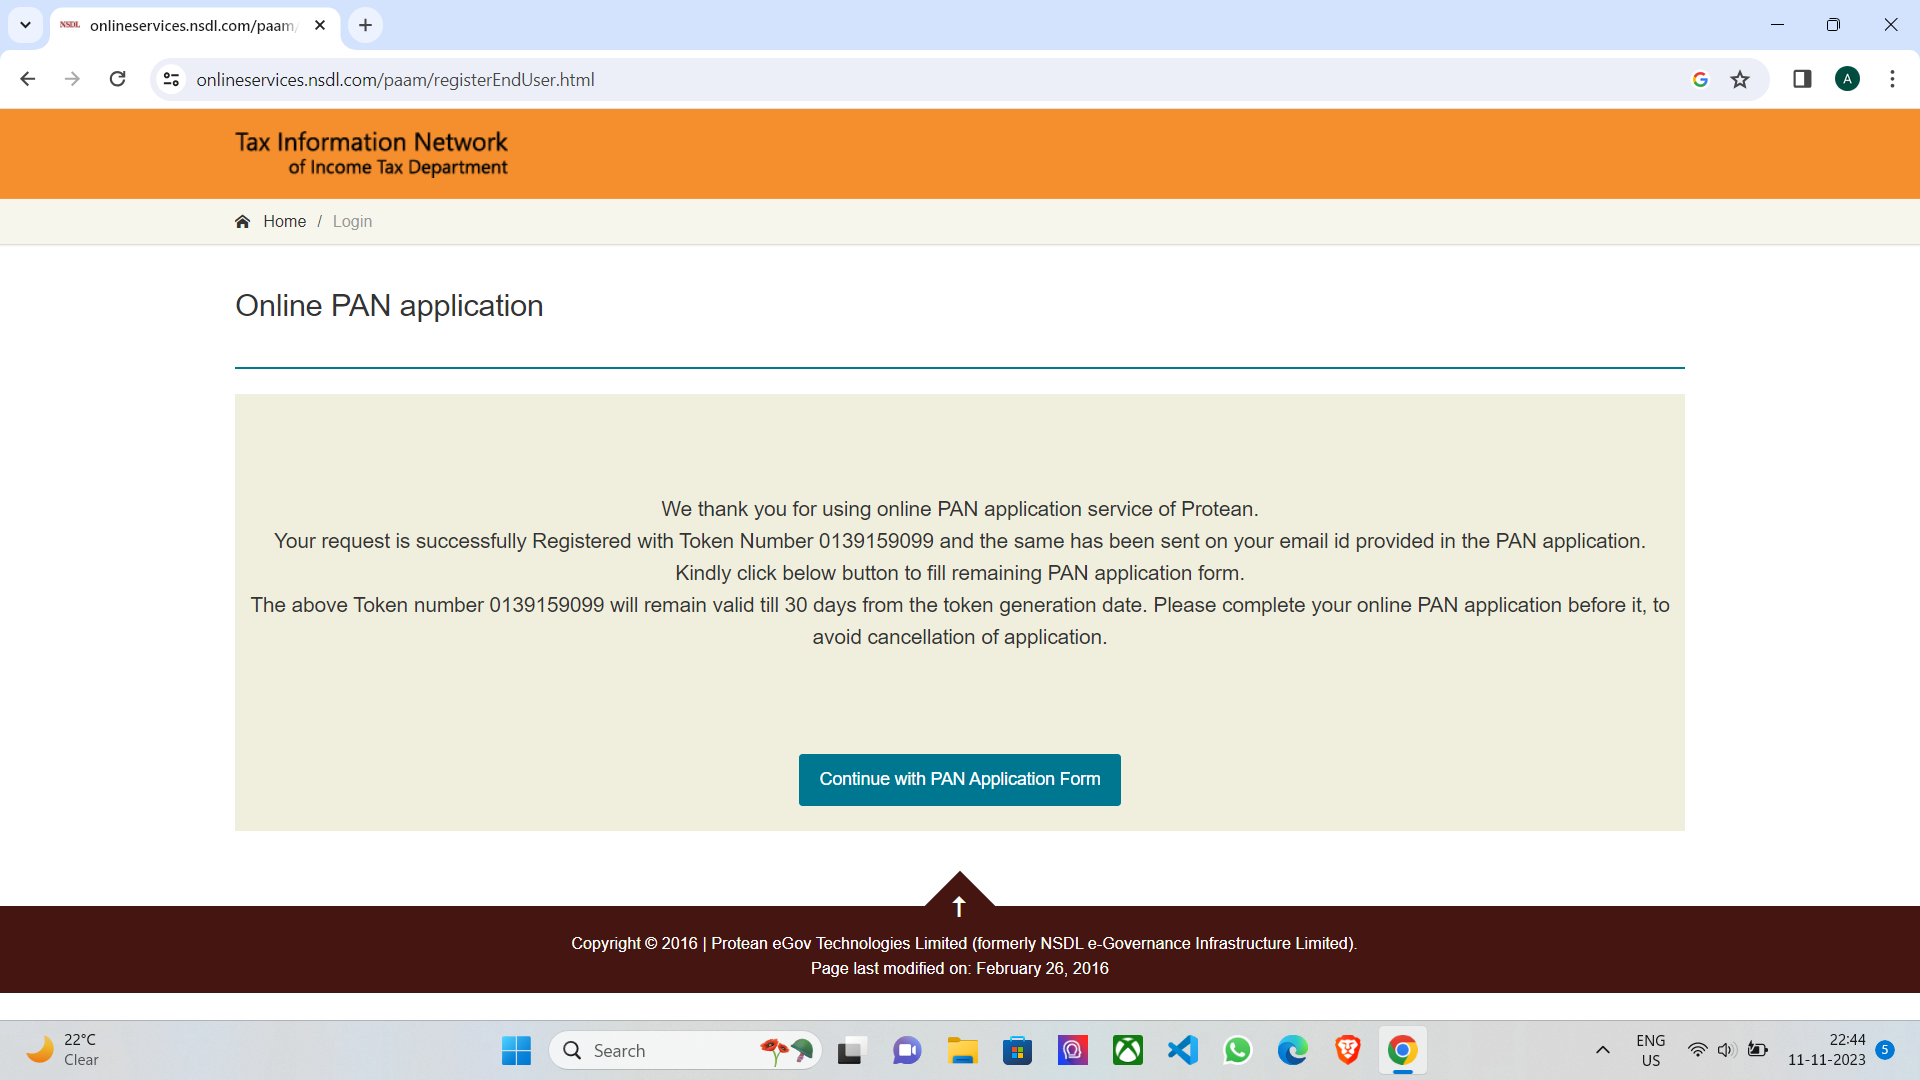 NSDL onlineservices.nsdl.com/paam/
onlineservices.nsdl.com/paam/registerEndUser.html
A
Tax Information Network
of Income Tax Department
Home / Login
Online PAN application
We thank you for using online PAN application service of Protean.
Your request is successfully Registered with Token Number 0139159099 and the same has been sent on your email id provided in the PAN application.
Kindly click below button to fill remaining PAN application form.
The above Token number 0139159099 will remain valid till 30 days from the token generation date. Please complete your online PAN application before it, to
avoid cancellation of application.
Continue with PAN Application Form
Copyright © 2016 | Protean eGov Technologies Limited (formerly NSDL e-Governance Infrastructure Limited).
Page last modified on: February 26, 2016
22°C
Clear
Search
ENG
US
22:44
11-11-2023
5